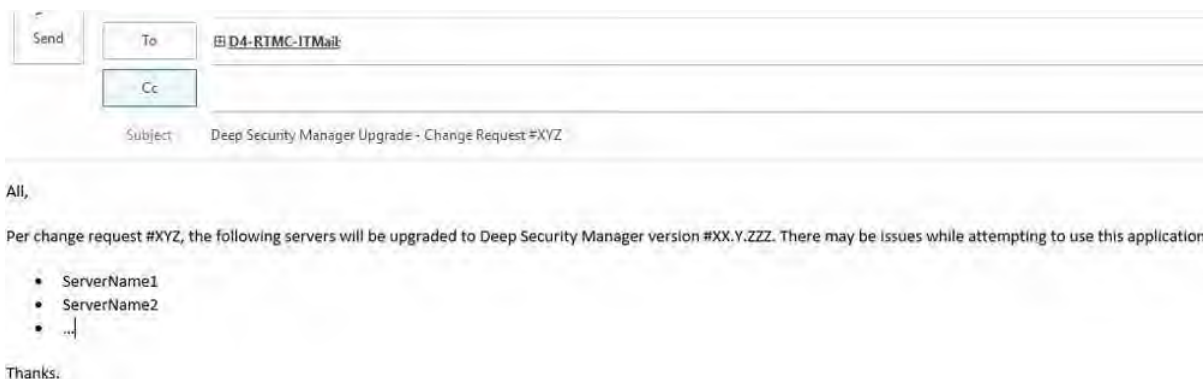 Send
To
D4-RTMC-ITMail
Cc
Subject Deep Security Manager Upgrade - Change Request #XYZ
All,
Per change request #XYZ, the following servers will be upgraded to Deep Security Manager version #XX.Y.ZZZ. There may be issues while attempting to use this application
• ServerName1
• ServerName2
• ...
Thanks.